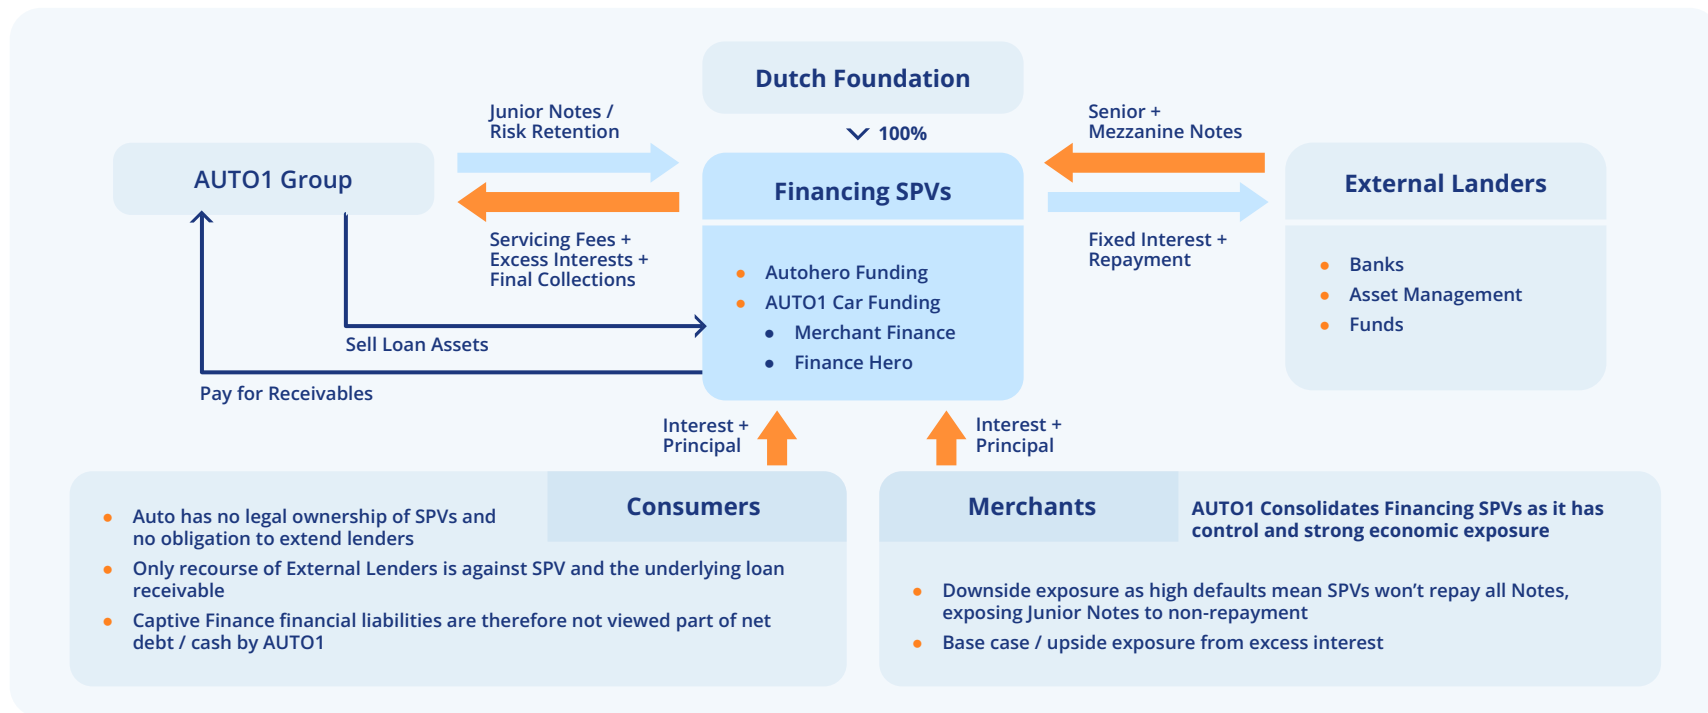 Dutch Foundation
100%
Junior Notes /
Risk Retention
Senior +
Mezzanine Notes
AUTO1 Group
Financing SPVs
External Landers
Servicing Fees +
Excess Interests +
Final Collections
Fixed Interest +
Repayment
Autohero Funding
AUTO1 Car Funding
Merchant Finance
Finance Hero
Banks
Asset Management
Funds
Sell Loan Assets
Pay for Receivables
Interest +
Principal
Interest +
Principal
Consumers
Auto has no legal ownership of SPVs and
no obligation to extend lenders
Only recourse of External Lenders is against SPV and the underlying loan
receivable
Captive Finance financial liabilities are therefore not viewed part of net
debt / cash by AUTO1
Merchants
AUTO1 Consolidates Financing SPVs as it has
control and strong economic exposure
Downside exposure as high defaults mean SPVs won’t repay all Notes,
exposing Junior Notes to non-repayment
Base case / upside exposure from excess interest